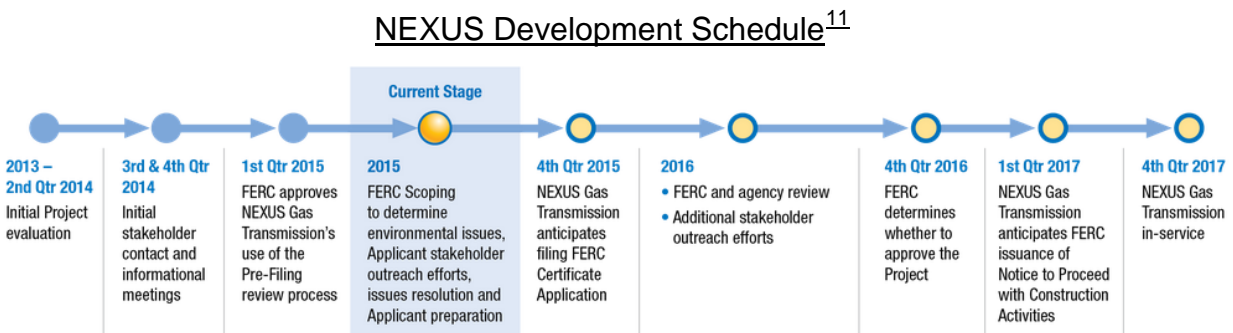 NEXUS Development Schedule11
Current Stage
2013 –
2nd Qtr 2014
Initial Project
evaluation
3rd & 4th Qtr
2014
Initial
stakeholder
contact and
informational
meetings
1st Qtr 2015
FERC approves
NEXUS Gas
Transmission's
use of the
Pre-Filing
review process
2015
FERC Scoping
to determine
environmental issues,
Applicant stakeholder
outreach efforts,
issues resolution and
Applicant preparation
4th Qtr 2015
NEXUS Gas
Transmission
anticipates
filing FERC
Certificate
Application
2016
• FERC and agency review
• Additional stakeholder
outreach efforts
4th Qtr 2016
FERC
determines
whether to
approve the
Project
1st Qtr 2017
NEXUS Gas
Transmission
anticipates FERC
issuance of
Notice to Proceed
with Construction
Activities
4th Qtr 2017
NEXUS Gas
Transmission
in-service